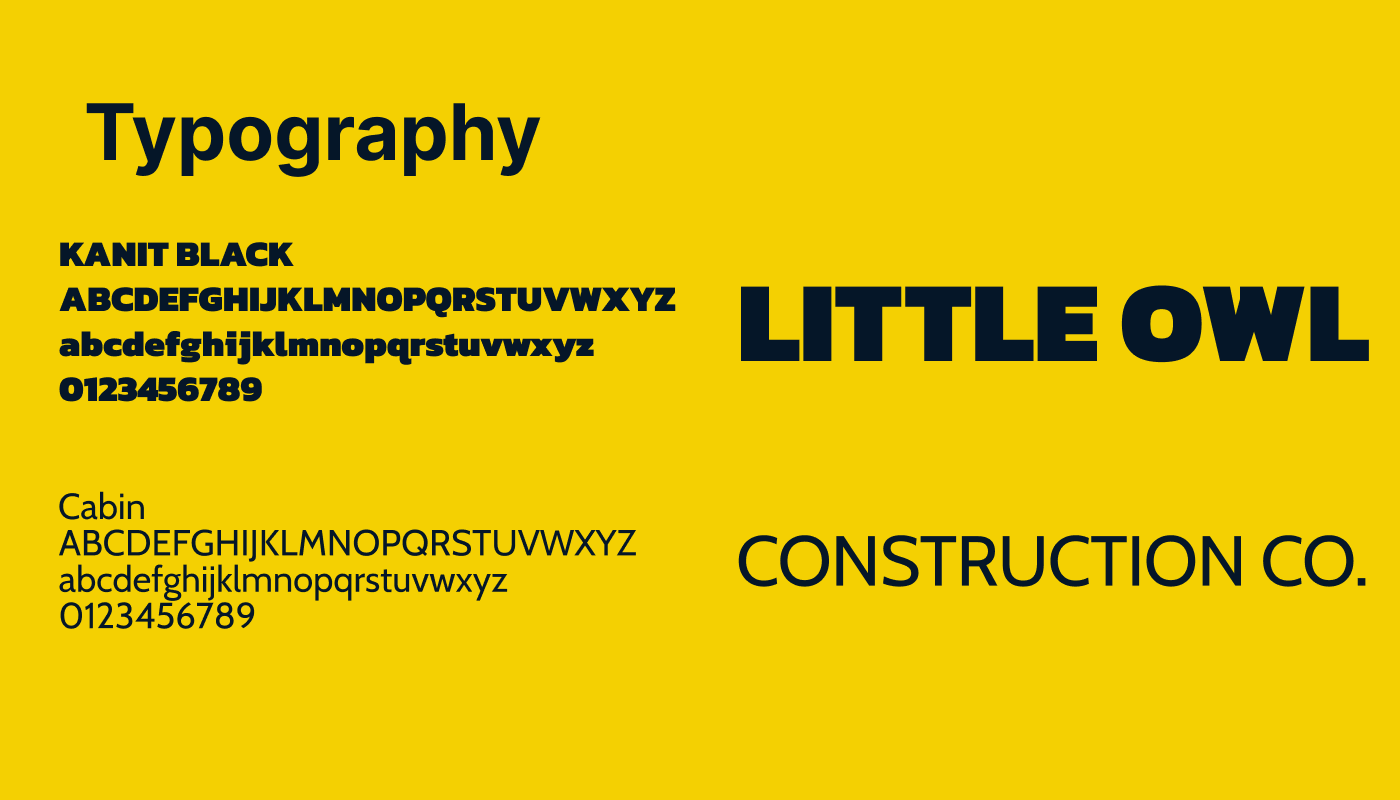 Typography
KANIT BLACK
ABCDEFGHIJKLMNOPQRSTUVWXYZ
abcdefghijklmnopqrstuvwxyz
0123456789
LITTLE OWL
Cabin
ABCDEFGHIJKLMNOPQRSTUVWXYZ
abcdefghijklmnopqrstuvwxyz
0123456789
CONSTRUCTION CO.